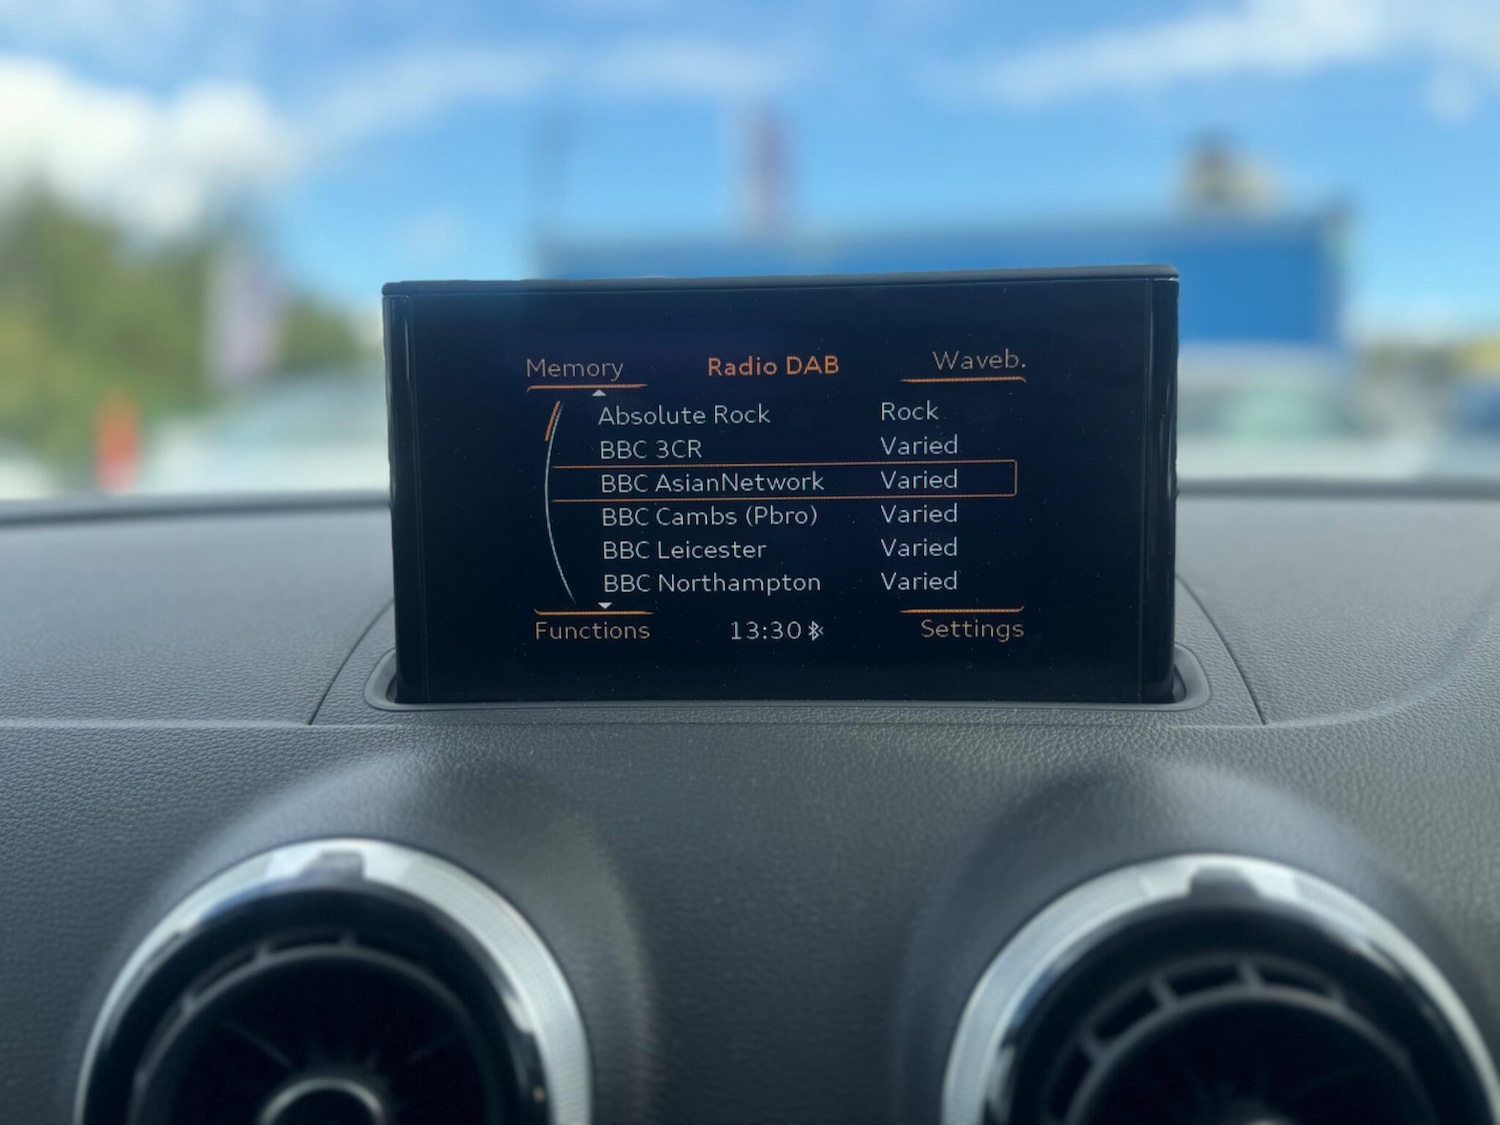 Memory Radio DAB Waveb.
Absolute Rock Rock
BBC 3CR Varied
BBC AsianNetwork Varied
BBC Cambs (Pbro) Varied
BBC Leicester Varied
BBC Northampton Varied
Functions 13:30 Settings